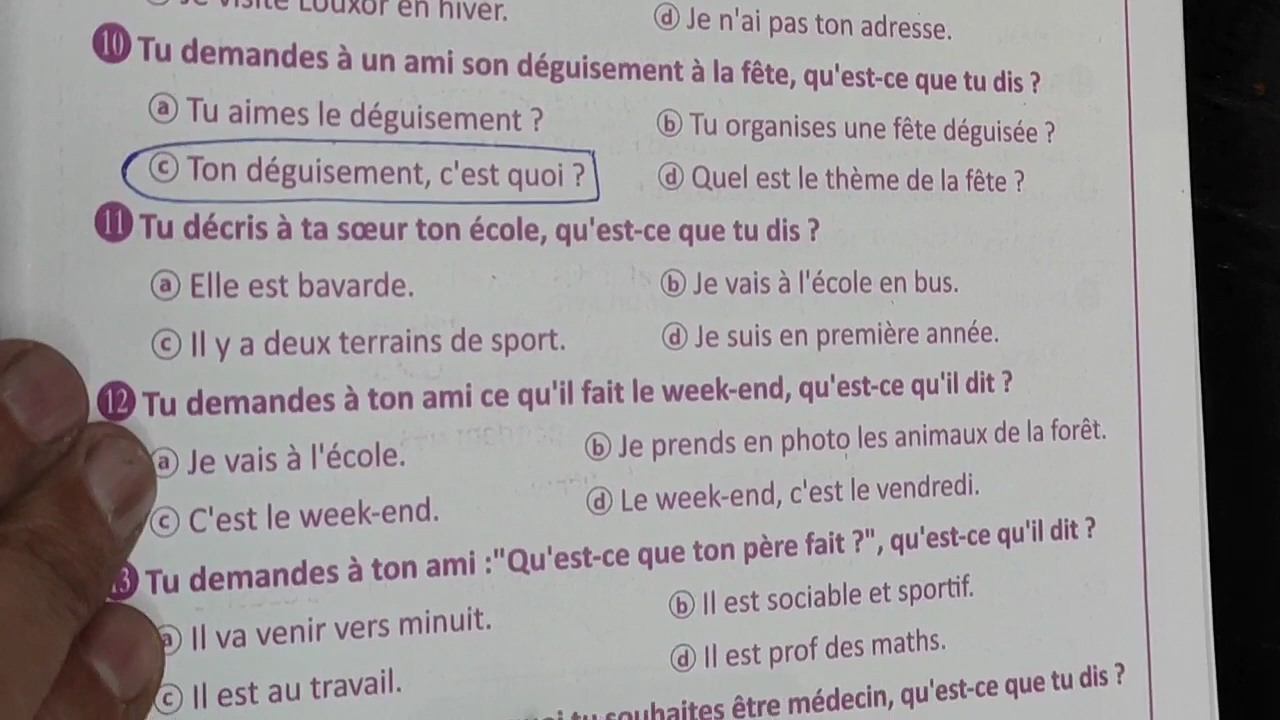 Je visite Louxor en hiver.
ⓓ Je n'ai pas ton adresse.
10 Tu demandes à un ami son déguisement à la fête, qu'est-ce que tu dis ?
ⓐ Tu aimes le déguisement ?
ⓑ Tu organises une fête déguisée ?
ⓒ Ton déguisement, c'est quoi ?
ⓓ Quel est le thème de la fête ?
11 Tu décris à ta sœur ton école, qu'est-ce que tu dis ?
ⓐ Elle est bavarde.
ⓑ Je vais à l'école en bus.
ⓒ Il y a deux terrains de sport.
ⓓ Je suis en première année.
12 Tu demandes à ton ami ce qu'il fait le week-end, qu'est-ce qu'il dit ?
ⓐ Je vais à l'école.
ⓑ Je prends en photo les animaux de la forêt.
ⓒ C'est le week-end.
ⓓ Le week-end, c'est le vendredi.
13 Tu demandes à ton ami :"Qu'est-ce que ton père fait ?", qu'est-ce qu'il dit ?
ⓐ Il va venir vers minuit.
ⓑ Il est sociable et sportif.
ⓒ Il est au travail.
ⓓ Il est prof des maths.
tu souhaites être médecin, qu'est-ce que tu dis ?